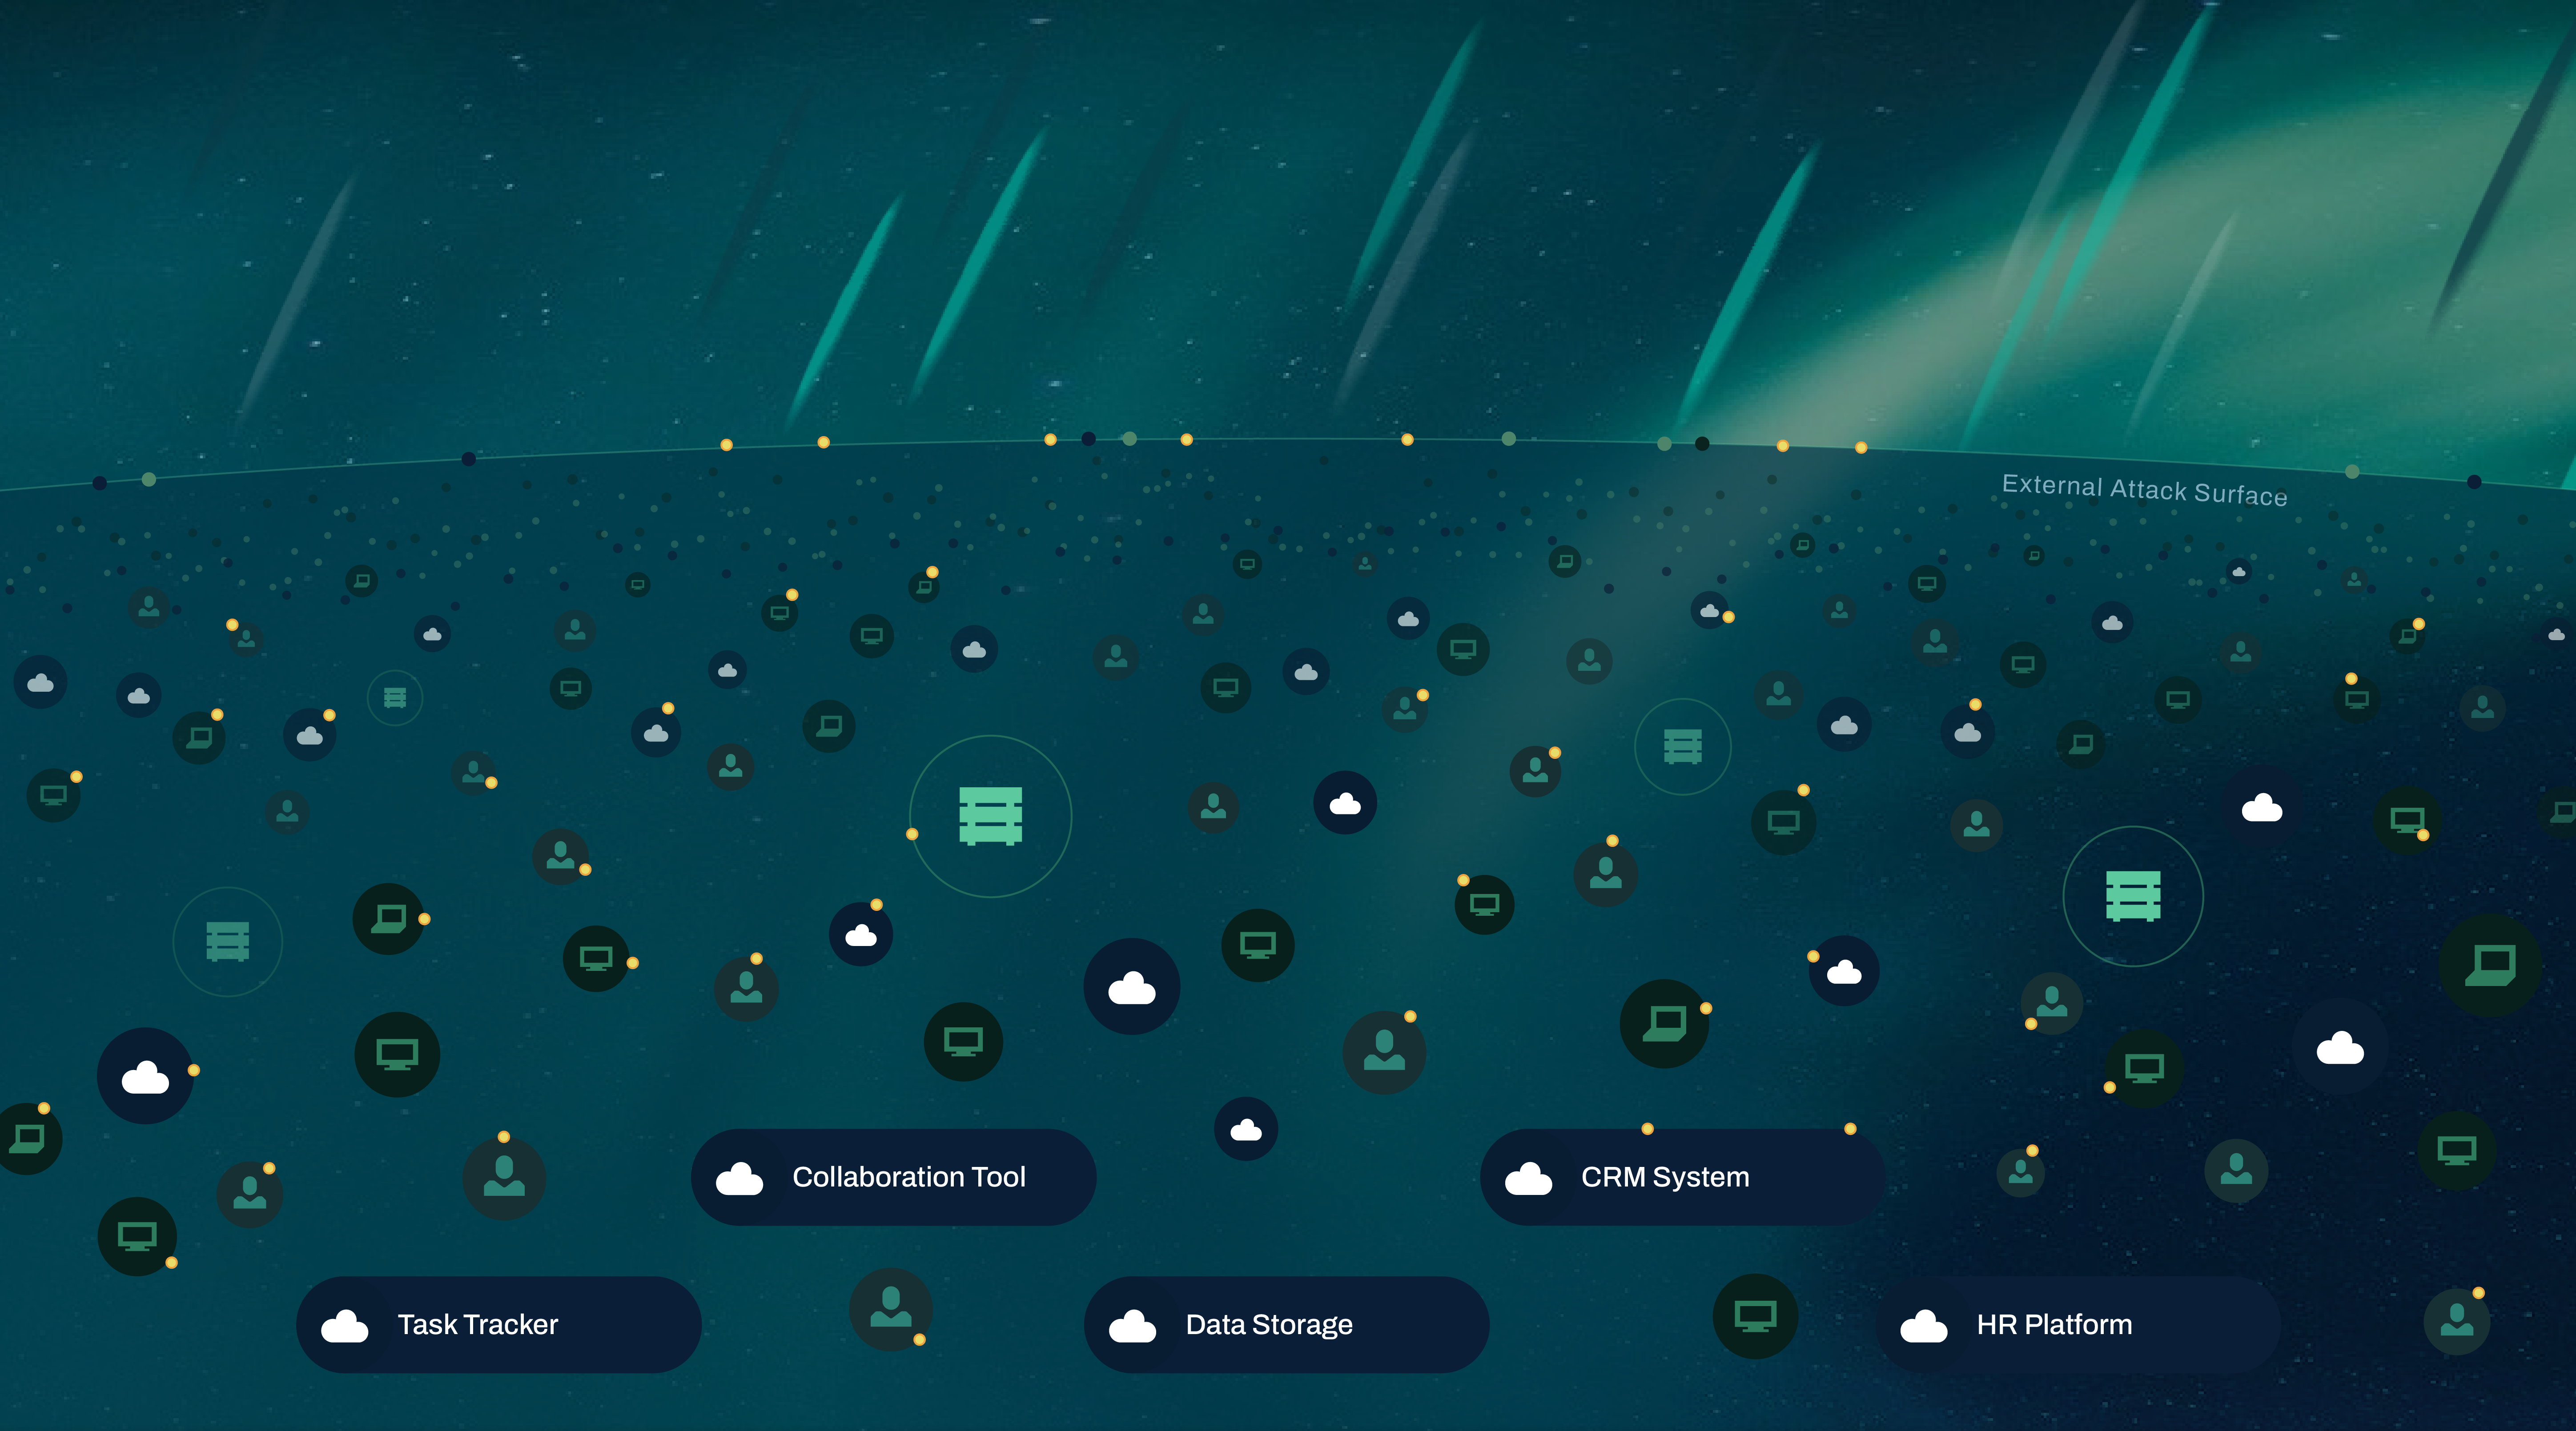 External Attack Surface
Collaboration Tool
CRM System
Task Tracker
Data Storage
HR Platform